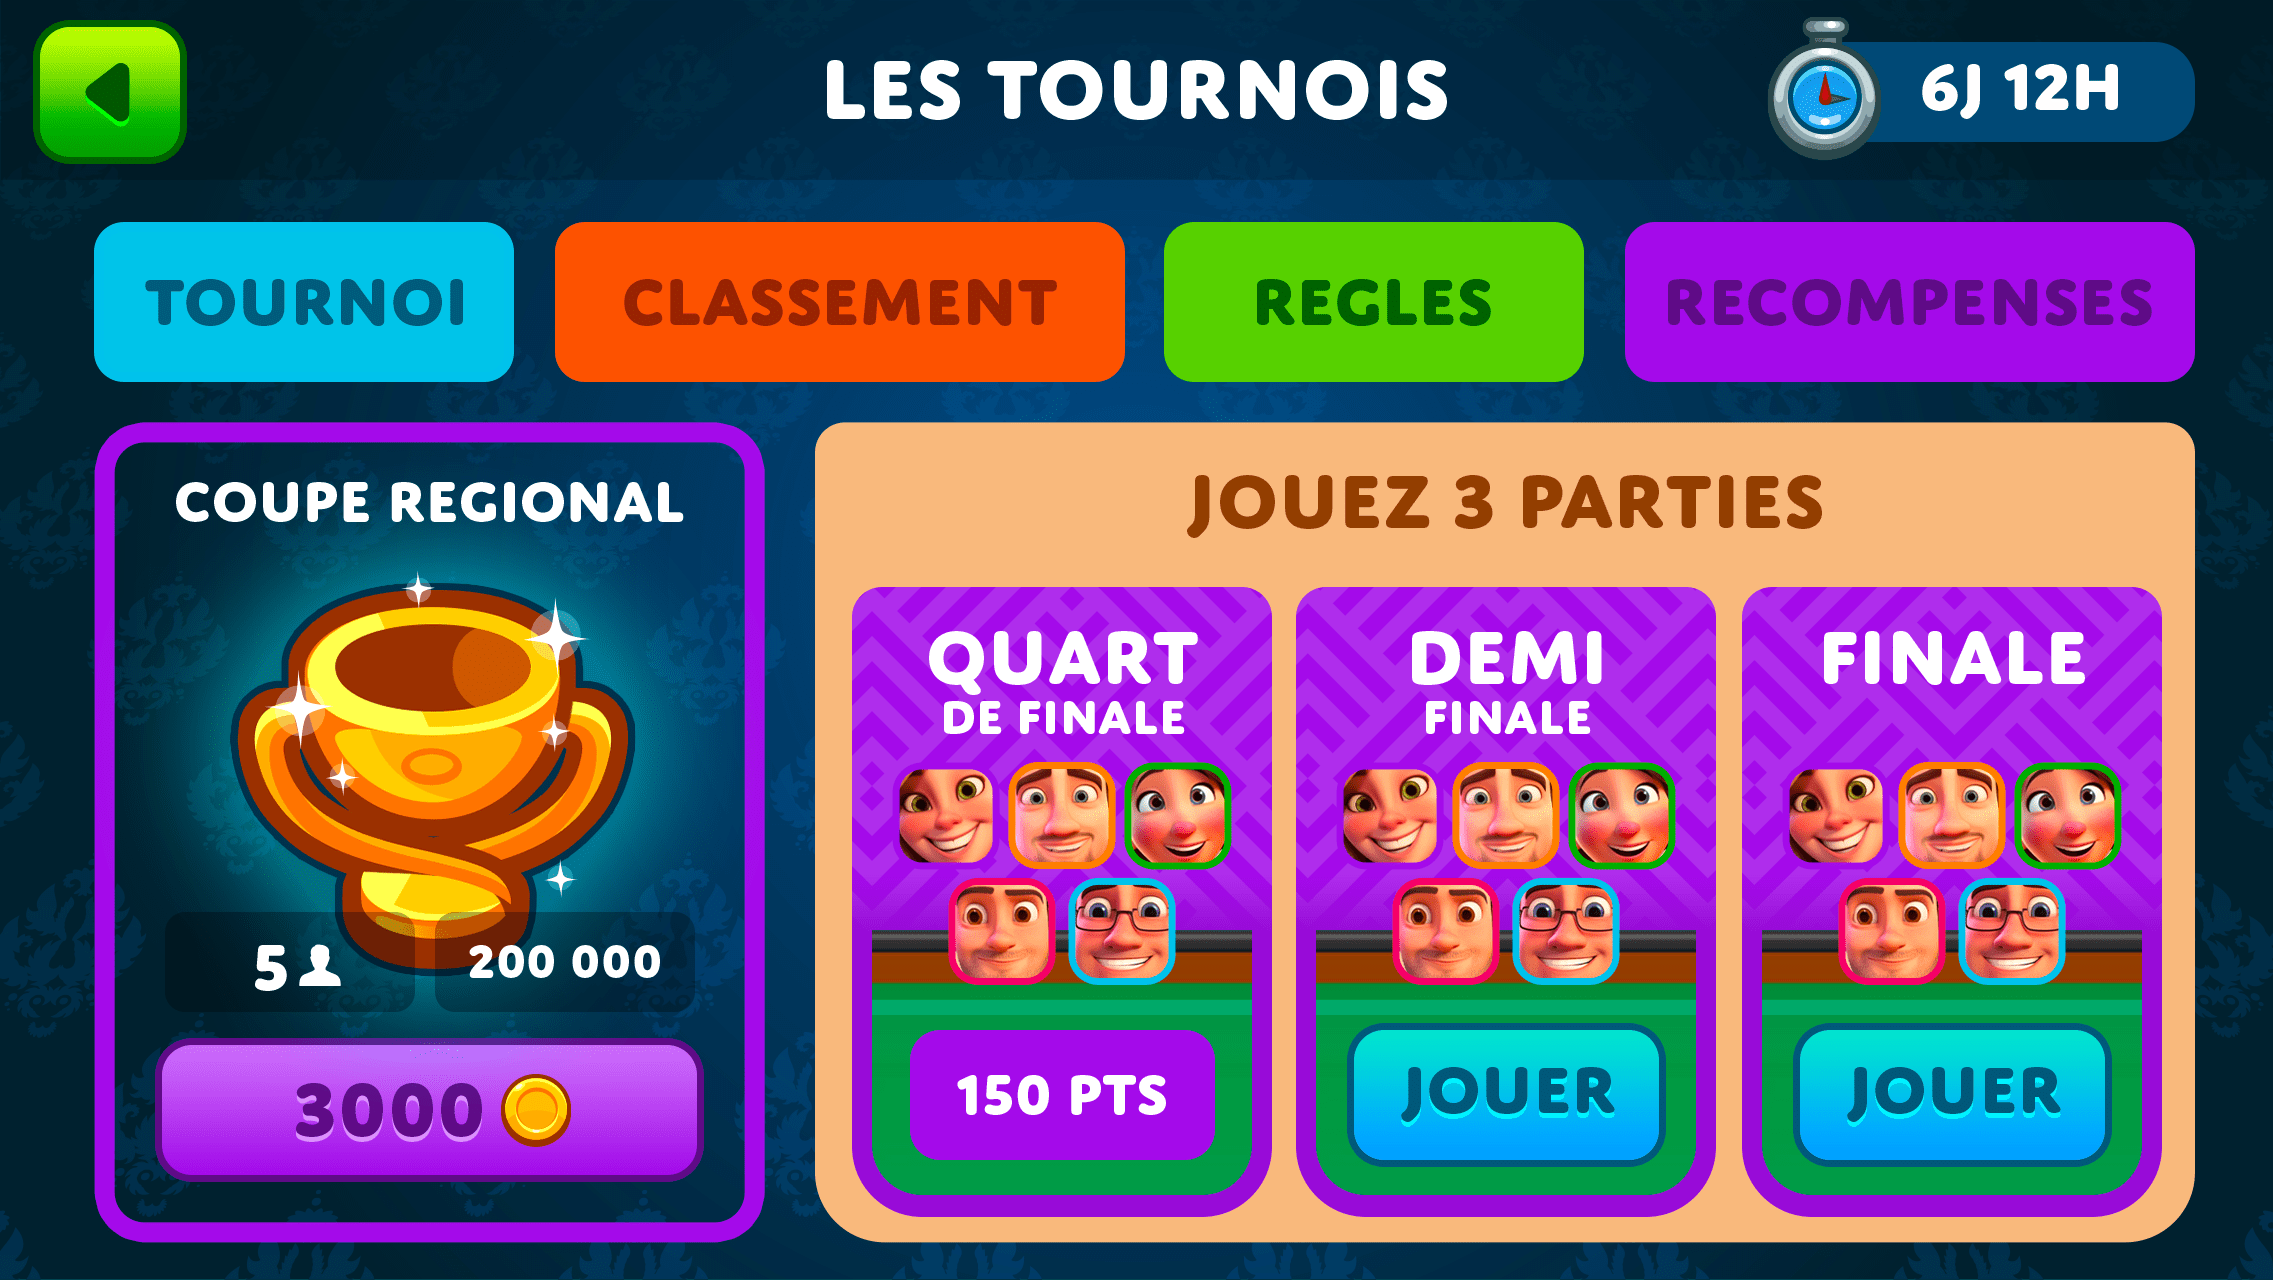 LES TOURNOIS
6J 12H
TOURNOI
CLASSEMENT
REGLES
RECOMPENSES
COUPE REGIONAL
5
200 000
3000
JOUEZ 3 PARTIES
QUART
DE FINALE
150 PTS
DEMI
FINALE
JOUER
FINALE
JOUER